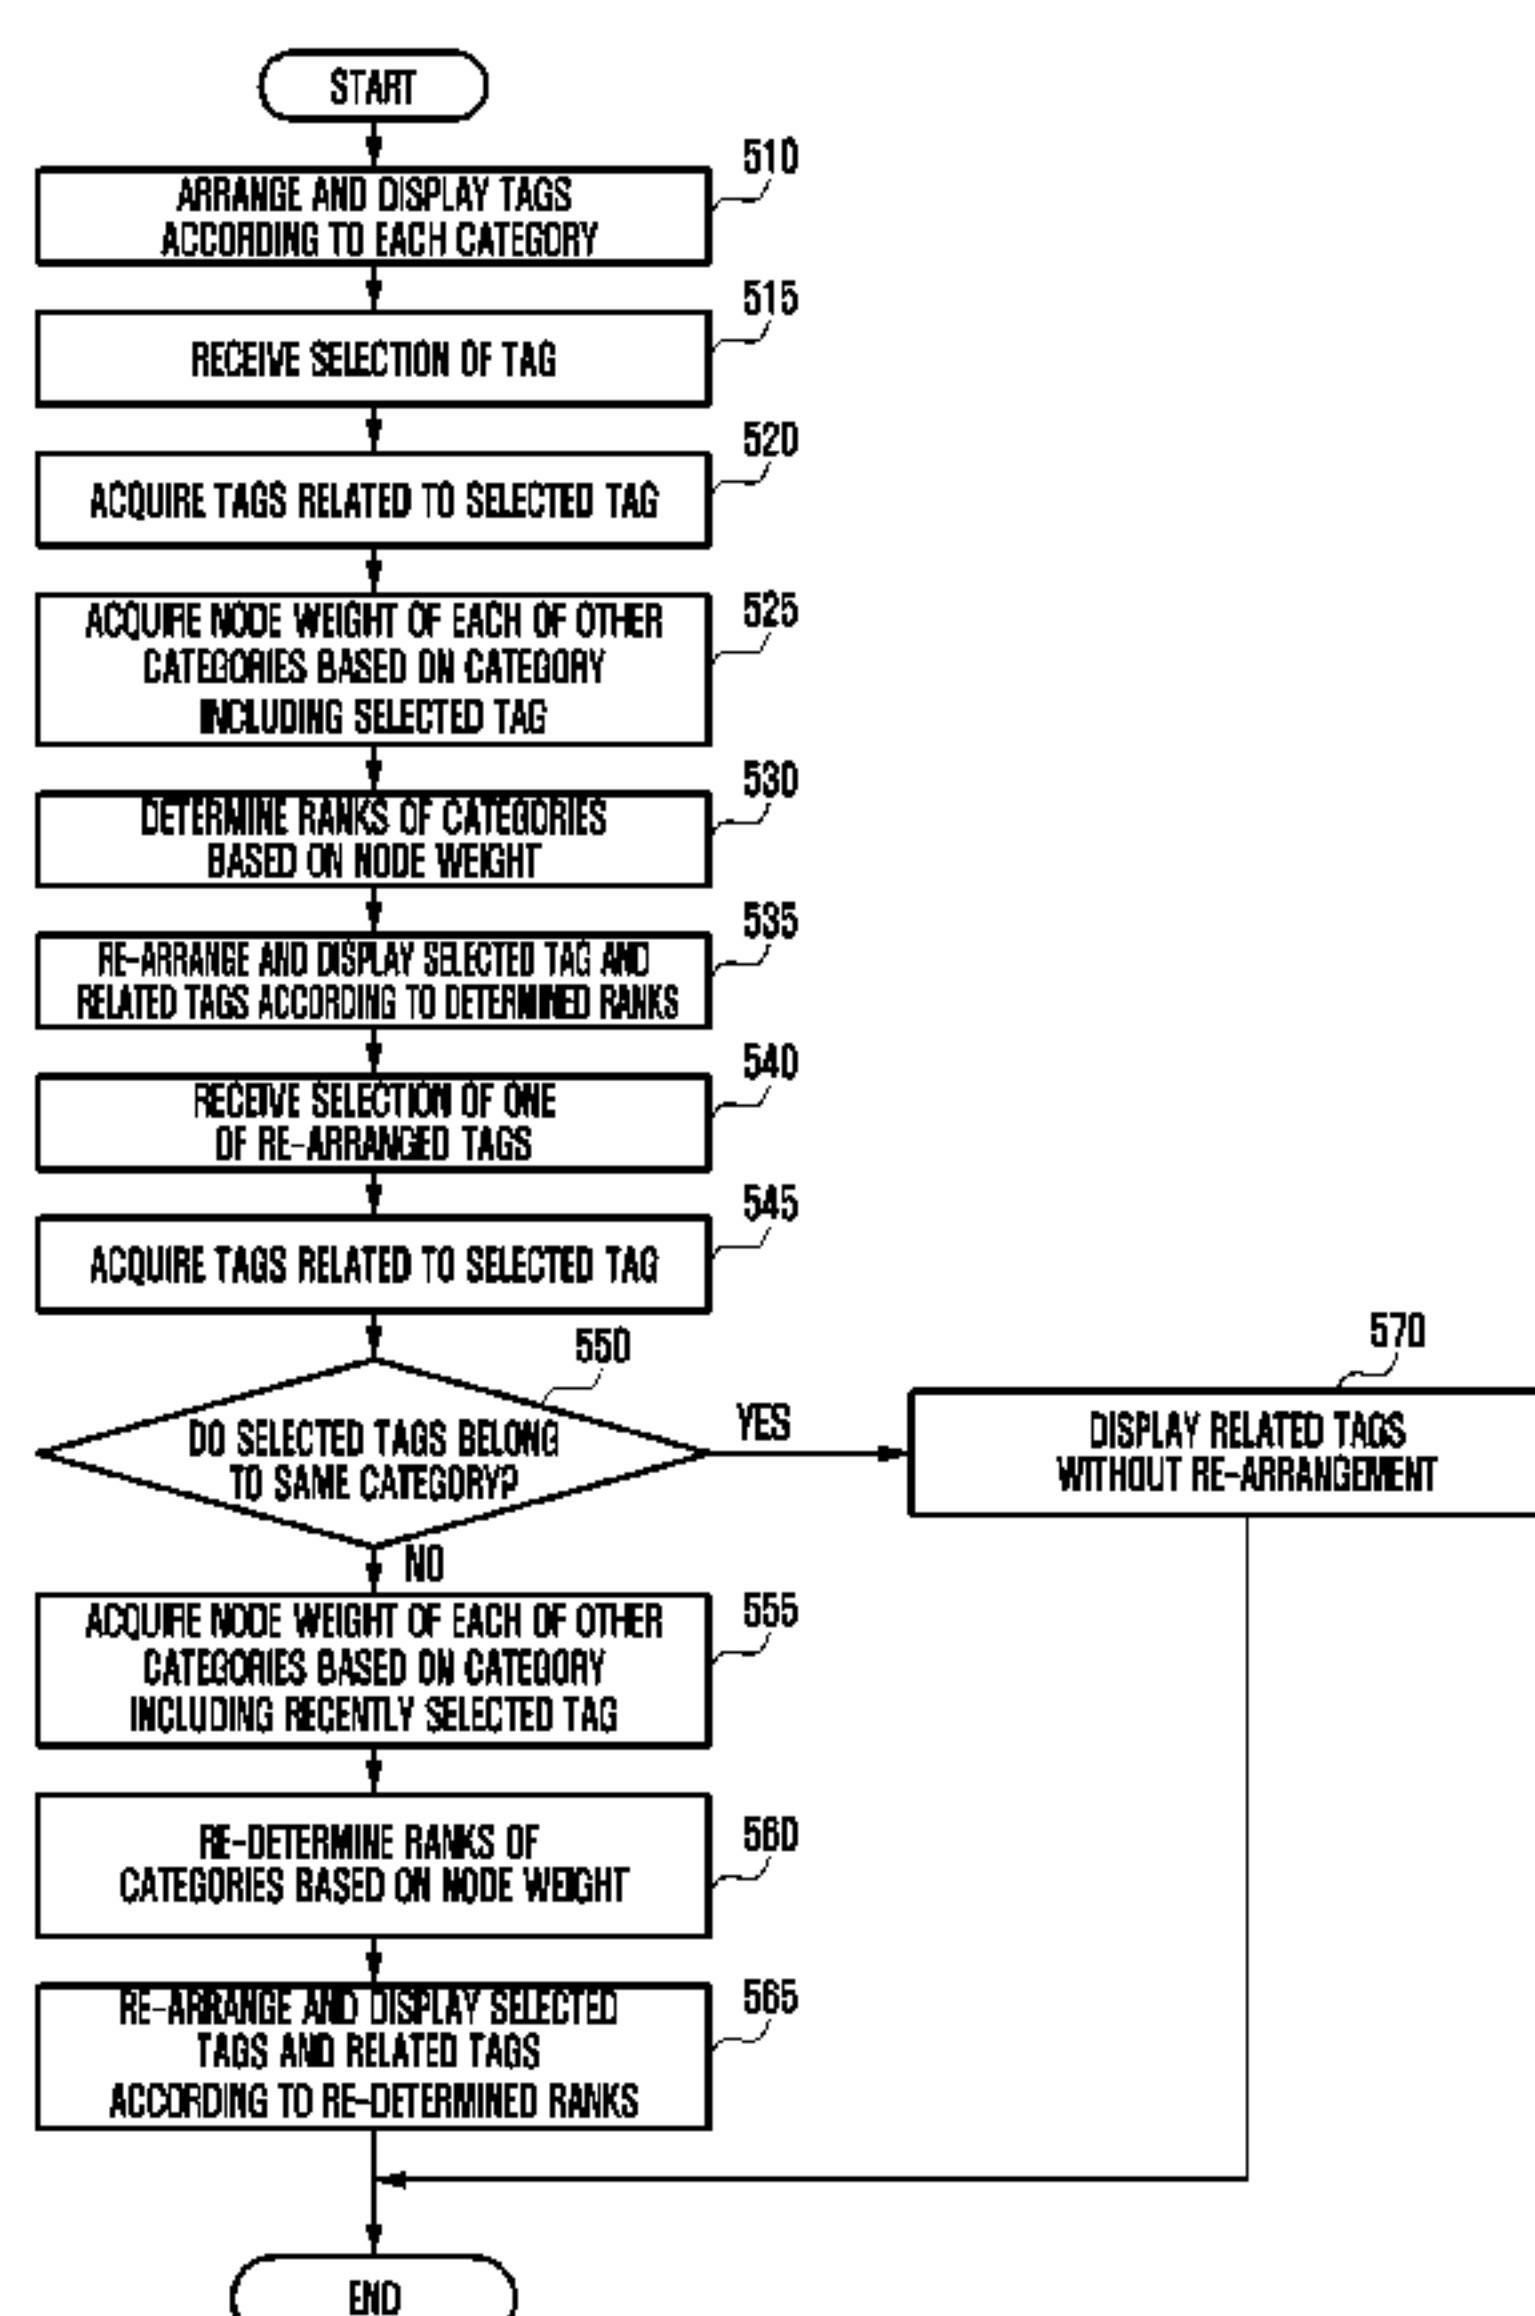 START
510
ARRANGE AND DISPLAY TAGS
ACCORDING TO EACH CATEGORY
515
RECEIVE SELECTION OF TAG
520
ACQUIRE TAGS RELATED TO SELECTED TAG
525
ACQUIRE NODE WEIGHT OF EACH OF OTHER
CATEGORIES BASED ON CATEGORY
INCLUDING SELECTED TAG
530
DETERMINE RANKS OF CATEGORIES
BASED ON NODE WEIGHT
535
RE-ARRANGE AND DISPLAY SELECTED TAG AND
RELATED TAGS ACCORDING TO DETERMINED RANKS
540
RECEIVE SELECTION OF ONE
OF RE-ARRANGED TAGS
545
ACQUIRE TAGS RELATED TO SELECTED TAG
550
DO SELECTED TAGS BELONG
TO SAME CATEGORY?
YES
570
DISPLAY RELATED TAGS
WITHOUT RE-ARRANGEMENT
NO
555
ACQUIRE NODE WEIGHT OF EACH OF OTHER
CATEGORIES BASED ON CATEGORY
INCLUDING RECENTLY SELECTED TAG
560
RE-DETERMINE RANKS OF
CATEGORIES BASED ON NODE WEIGHT
565
RE-ARRANGE AND DISPLAY SELECTED
TAGS AND RELATED TAGS
ACCORDING TO RE-DETERMINED RANKS
END